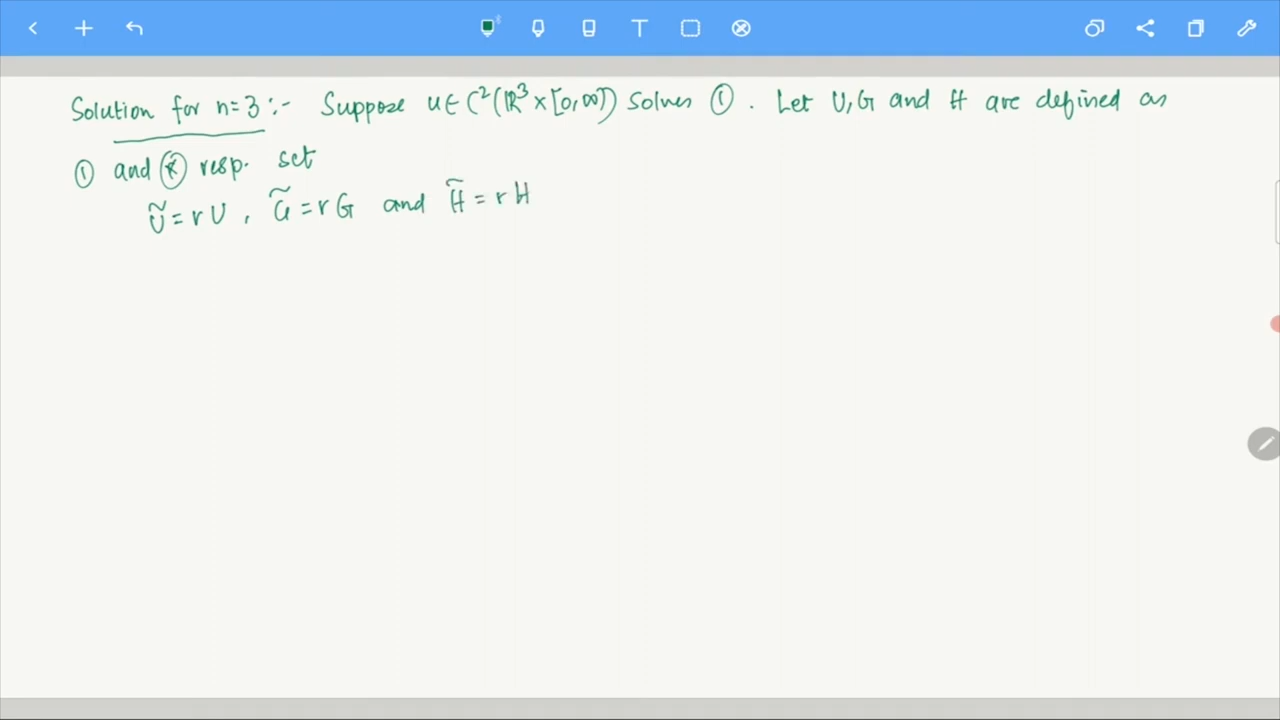 Solution for n=3 :- Suppose u∈C²(ℝ³×[0,∞)) solves ①. Let U,G and H are defined as
① and ⊛ resp. set
Ũ = rU, G̃ = rG and H̃ = rH